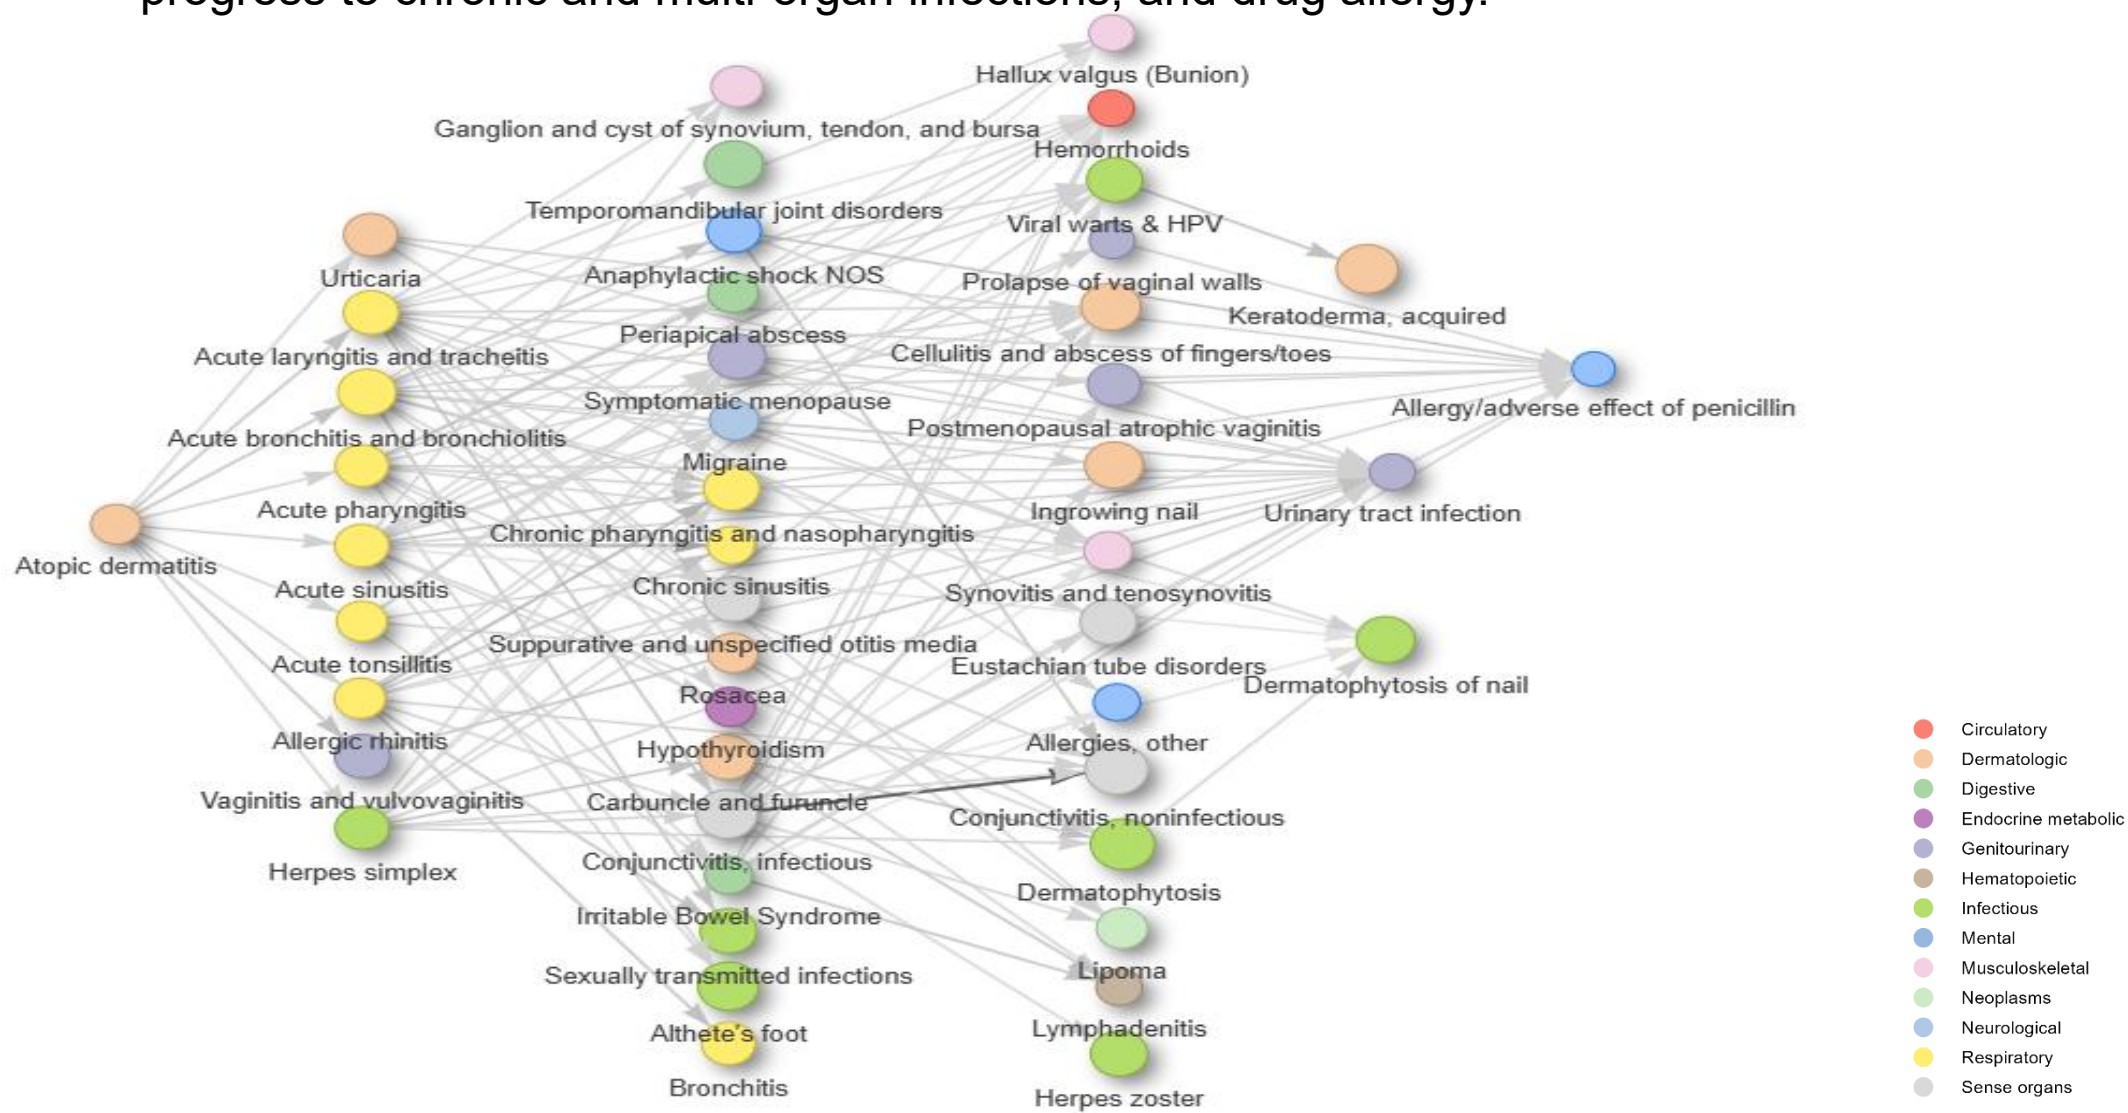 progress to chronic and multi-organ infections, and drug allergy.
Hallux valgus (Bunion)
Ganglion and cyst of synovium, tendon, and bursa
Hemorrhoids
Temporomandibular joint disorders
Viral warts & HPV
Urticaria
Anaphylactic shock NOS
Prolapse of vaginal walls
Keratoderma, acquired
Periapical abscess
Acute laryngitis and tracheitis
Cellulitis and abscess of fingers/toes
Symptomatic menopause
Allergy/adverse effect of penicillin
Acute bronchitis and bronchiolitis
Postmenopausal atrophic vaginitis
Migraine
Acute pharyngitis
Ingrowing nail
Urinary tract infection
Chronic pharyngitis and nasopharyngitis
Atopic dermatitis
Acute sinusitis
Chronic sinusitis
Synovitis and tenosynovitis
Suppurative and unspecified otitis media
Acute tonsillitis
Eustachian tube disorders
Dermatophytosis of nail
Rosacea
Allergic rhinitis
Hypothyroidism
Allergies, other
Vaginitis and vulvovaginitis
Carbuncle and furuncle
Conjunctivitis, noninfectious
Herpes simplex
Conjunctivitis, infectious
Dermatophytosis
Irritable Bowel Syndrome
Sexually transmitted infections
Lipoma
Althete's foot
Lymphadenitis
Bronchitis
Herpes zoster
Circulatory
Dermatologic
Digestive
Endocrine metabolic
Genitourinary
Hematopoietic
Infectious
Mental
Musculoskeletal
Neoplasms
Neurological
Respiratory
Sense organs